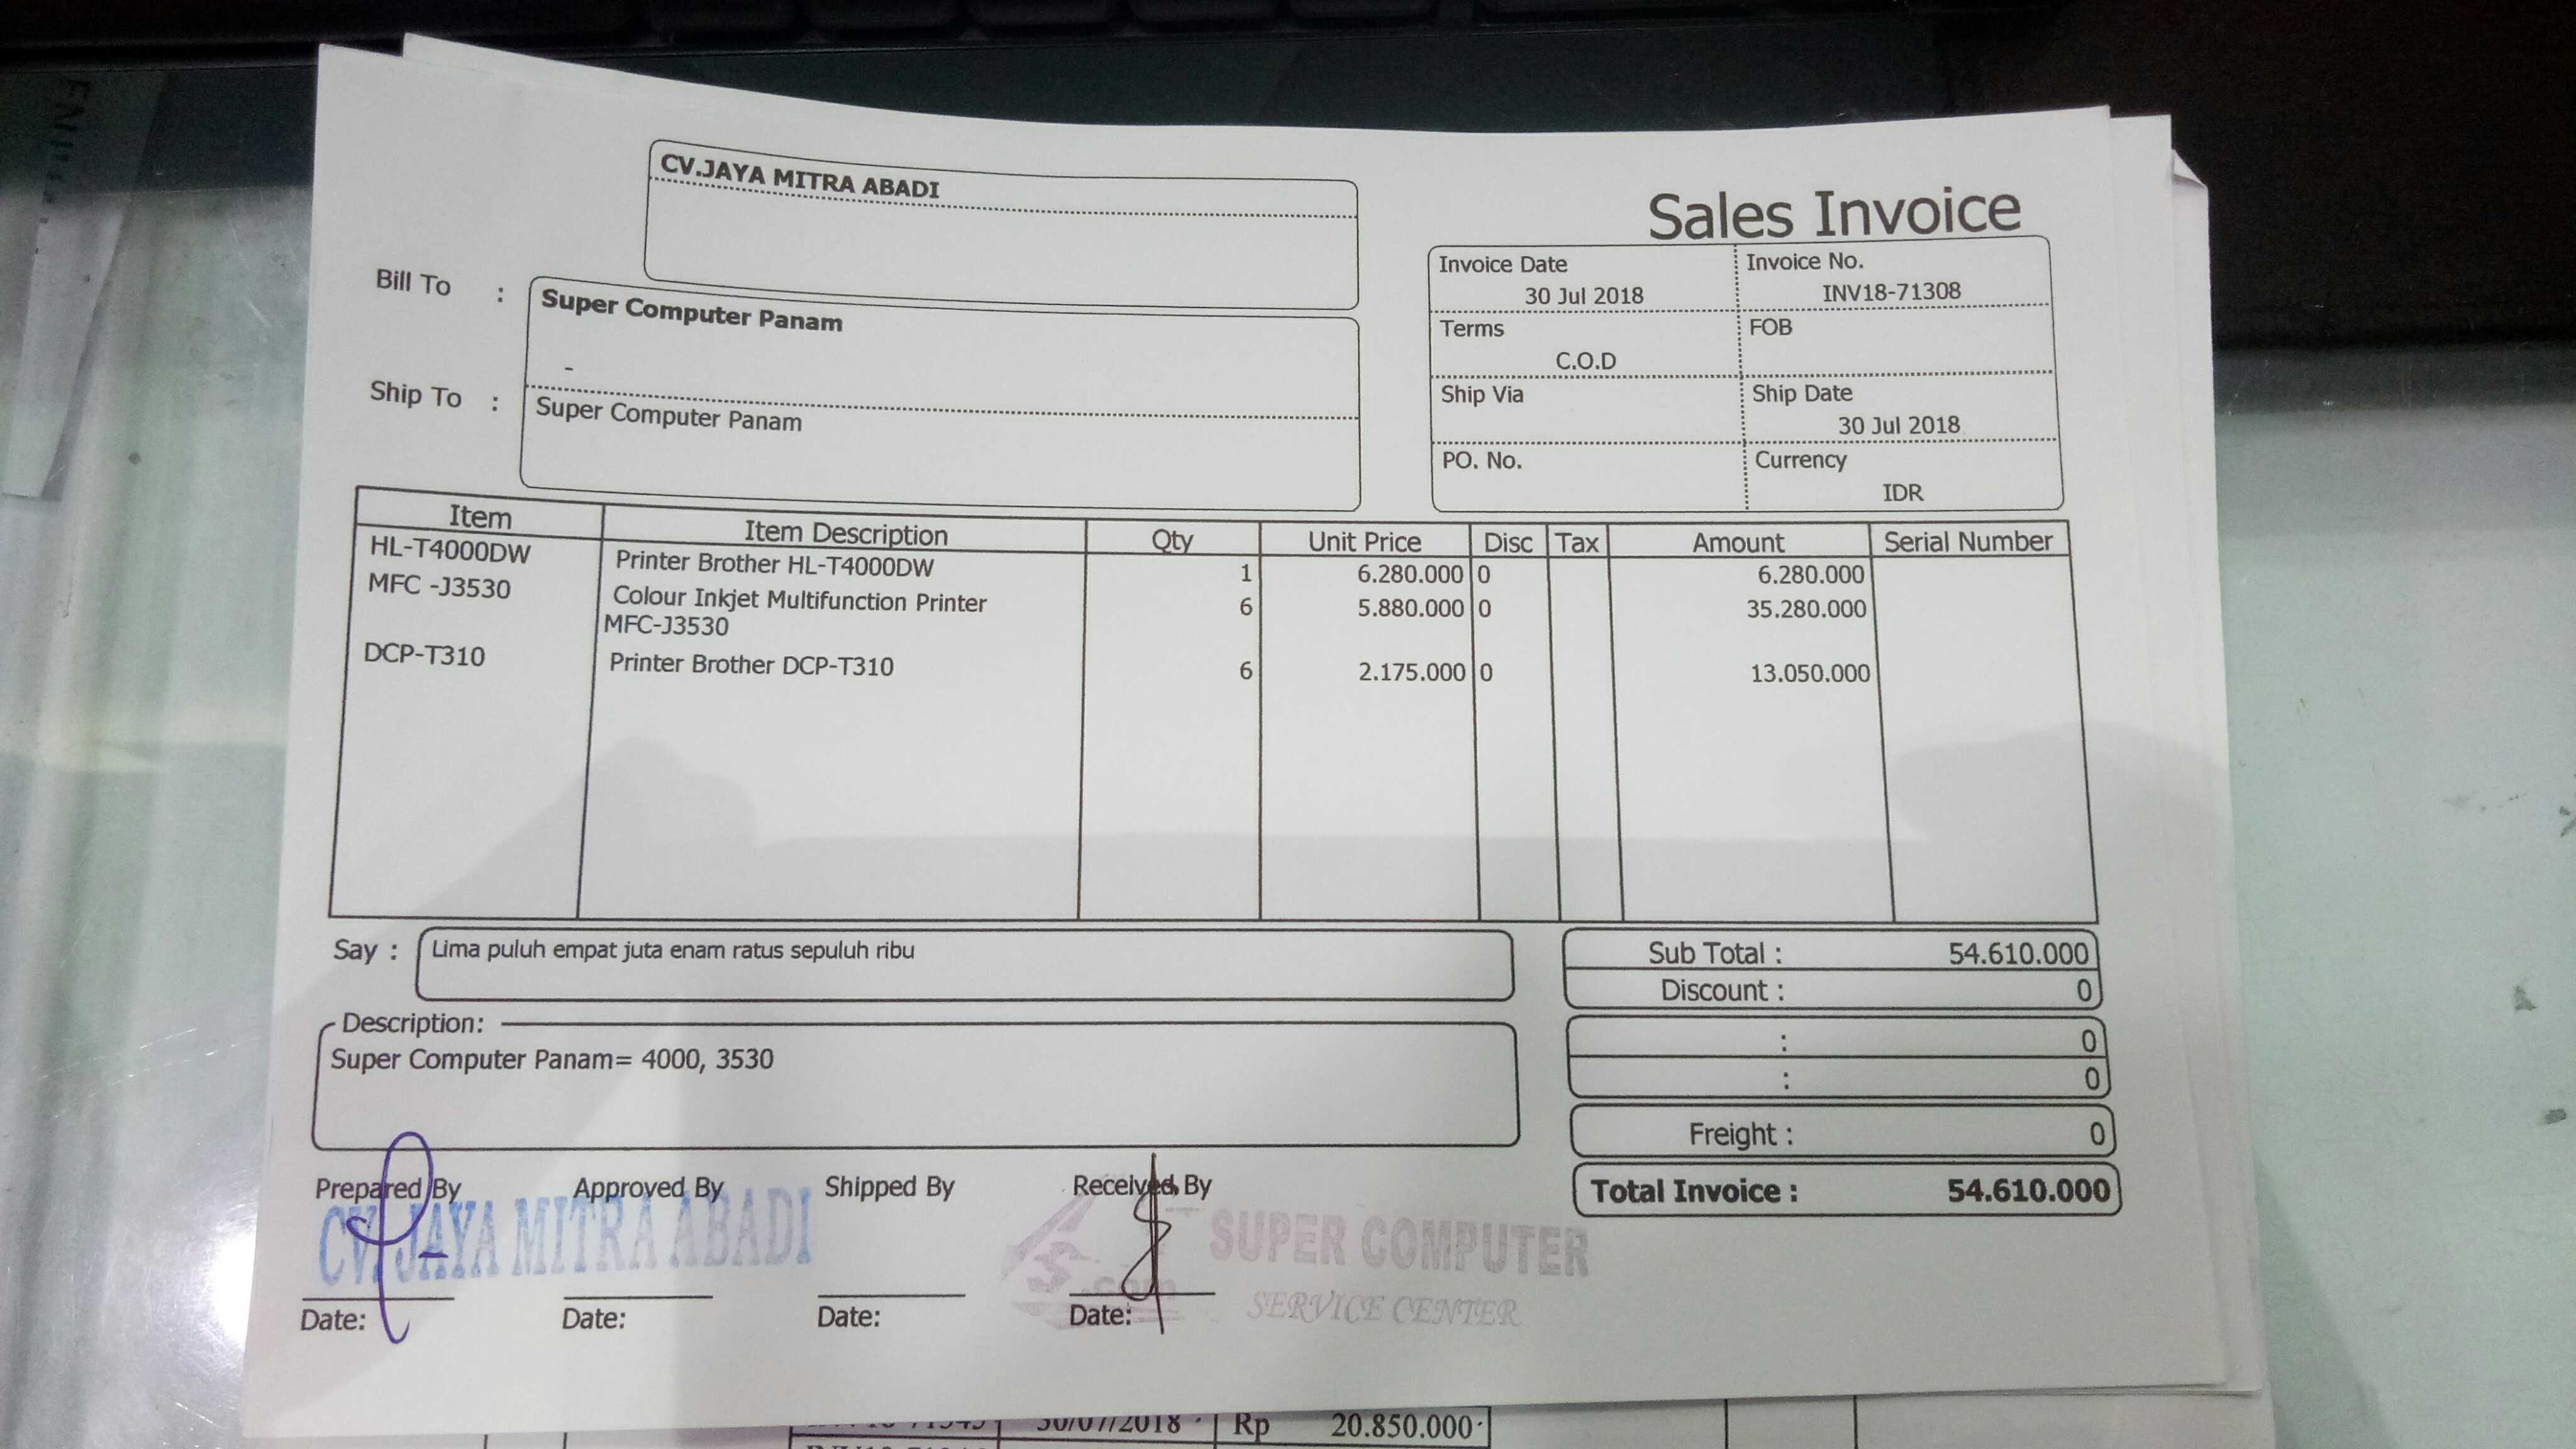 CV.JAYA MITRA ABADI
Sales Invoice
Invoice Date Invoice No.
30 Jul 2018 INV18-71308
Terms FOB
C.O.D
Ship Via Ship Date
30 Jul 2018
PO. No. Currency
IDR
Bill To : Super Computer Panam
-
Ship To : Super Computer Panam
Item Item Description Qty Unit Price Disc Tax Amount Serial Number
HL-T4000DW Printer Brother HL-T4000DW 1 6.280.000 0 6.280.000
MFC -J3530 Colour Inkjet Multifunction Printer 6 5.880.000 0 35.280.000
MFC-J3530
DCP-T310 Printer Brother DCP-T310 6 2.175.000 0 13.050.000
Say : Lima puluh empat juta enam ratus sepuluh ribu
Sub Total : 54.610.000
Discount : 0
: 0
: 0
Freight : 0
Total Invoice : 54.610.000
Description:
Super Computer Panam= 4000, 3530
Prepared By Approved By Shipped By Received By
CV. JAYA MITRA ABADI
SUPER COMPUTER
.com
SERVICE CENTER
Date: Date: Date: Date:
30/07/2018 Rp 20.850.000